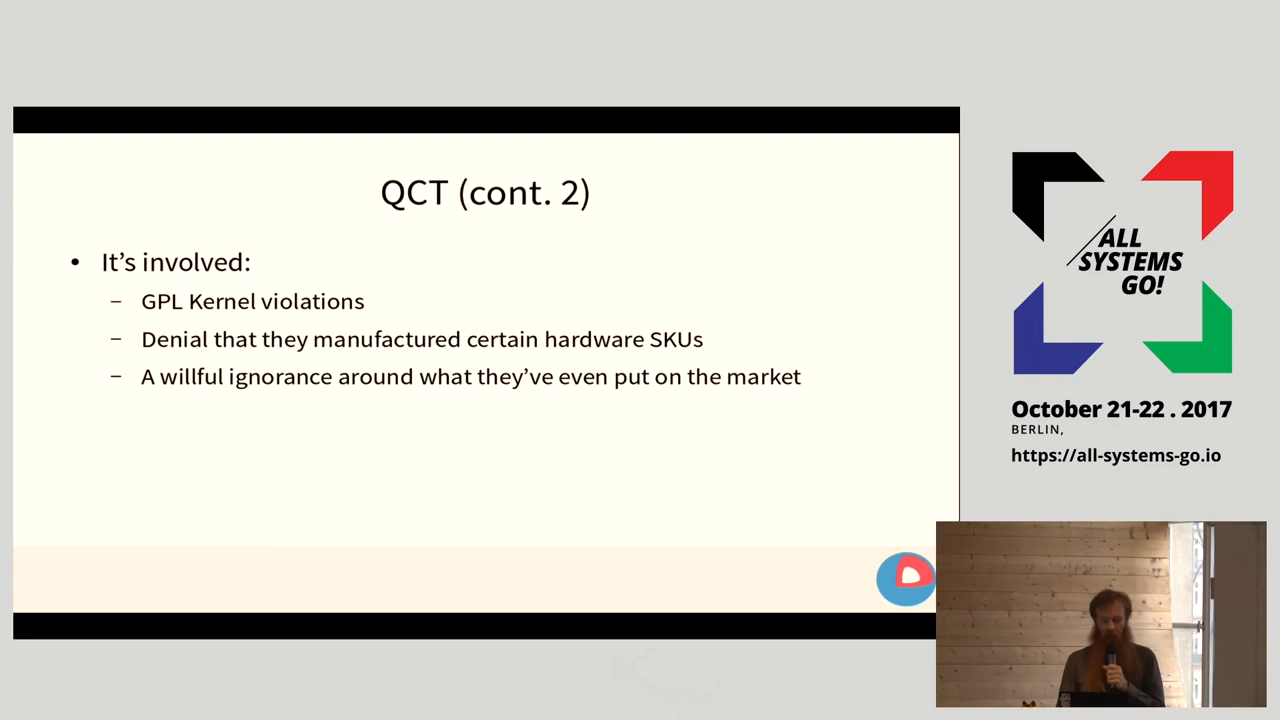 QCT (cont. 2)
• It’s involved:
– GPL Kernel violations
– Denial that they manufactured certain hardware SKUs
– A willful ignorance around what they’ve even put on the market
ALL
SYSTEMS
GO!
October 21-22 . 2017
BERLIN,
https://all-systems-go.io